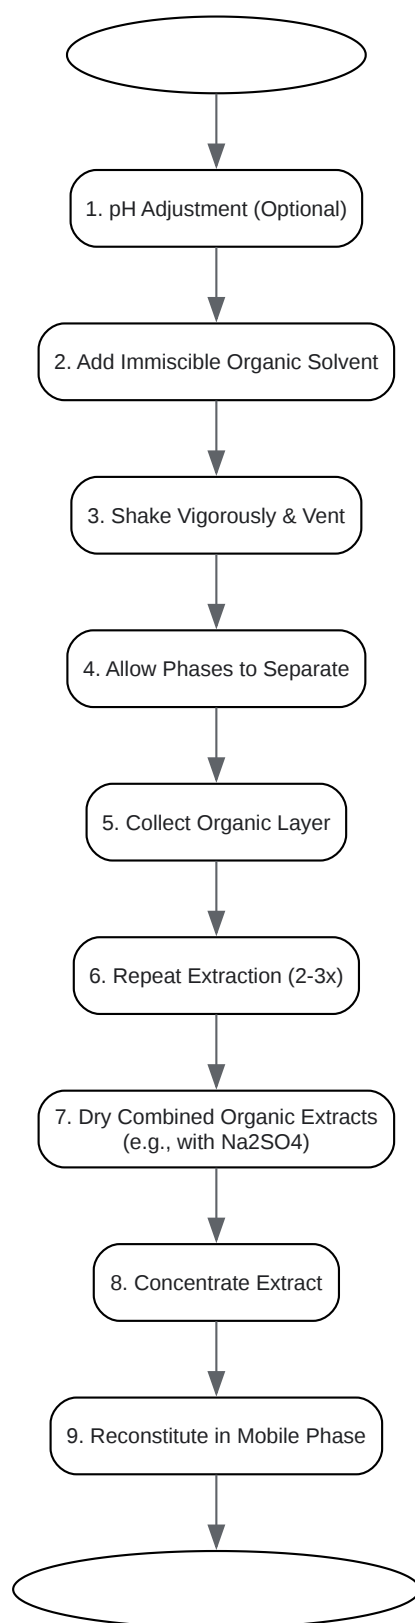 1. pH Adjustment (Optional)
2. Add Immiscible Organic Solvent
3. Shake Vigorously & Vent
4. Allow Phases to Separate
5. Collect Organic Layer
6. Repeat Extraction (2-3x)
7. Dry Combined Organic Extracts
(e.g., with Na2SO4)
8. Concentrate Extract
9. Reconstitute in Mobile Phase